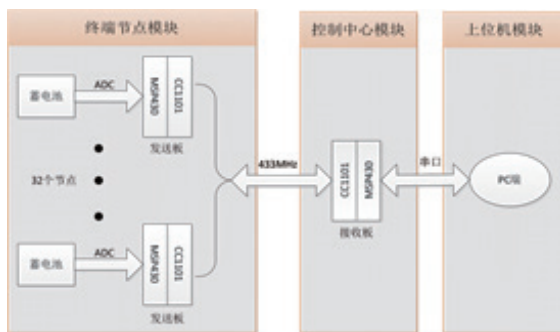 终端节点模块
控制中心模块
上位机模块
蓄电池
ADC
MSP430
CC1101
发送板
32个节点
433MHz
CC1101
MSP430
接收板
串口
PC端
蓄电池
ADC
MSP430
CC1101
发送板